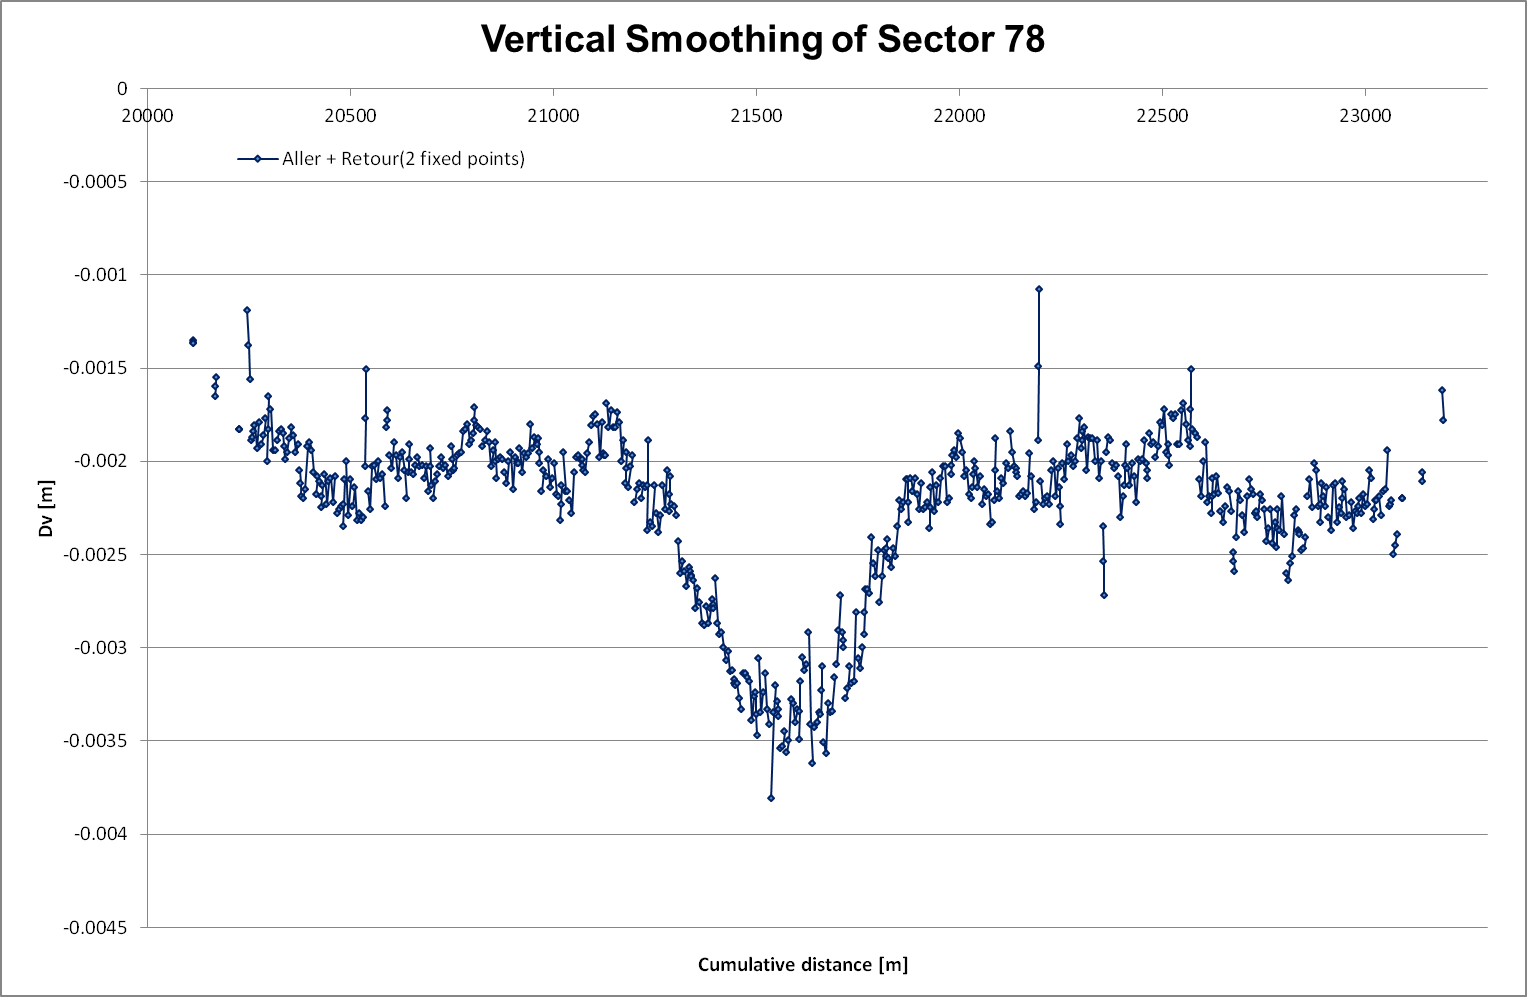 Vertical Smoothing of Sector 78
0
20000 20500 21000 21500 22000 22500 23000
Aller + Retour(2 fixed points)
-0.0005
-0.001
-0.0015
-0.002
Dv [m]
-0.0025
-0.003
-0.0035
-0.004
-0.0045
Cumulative distance [m]